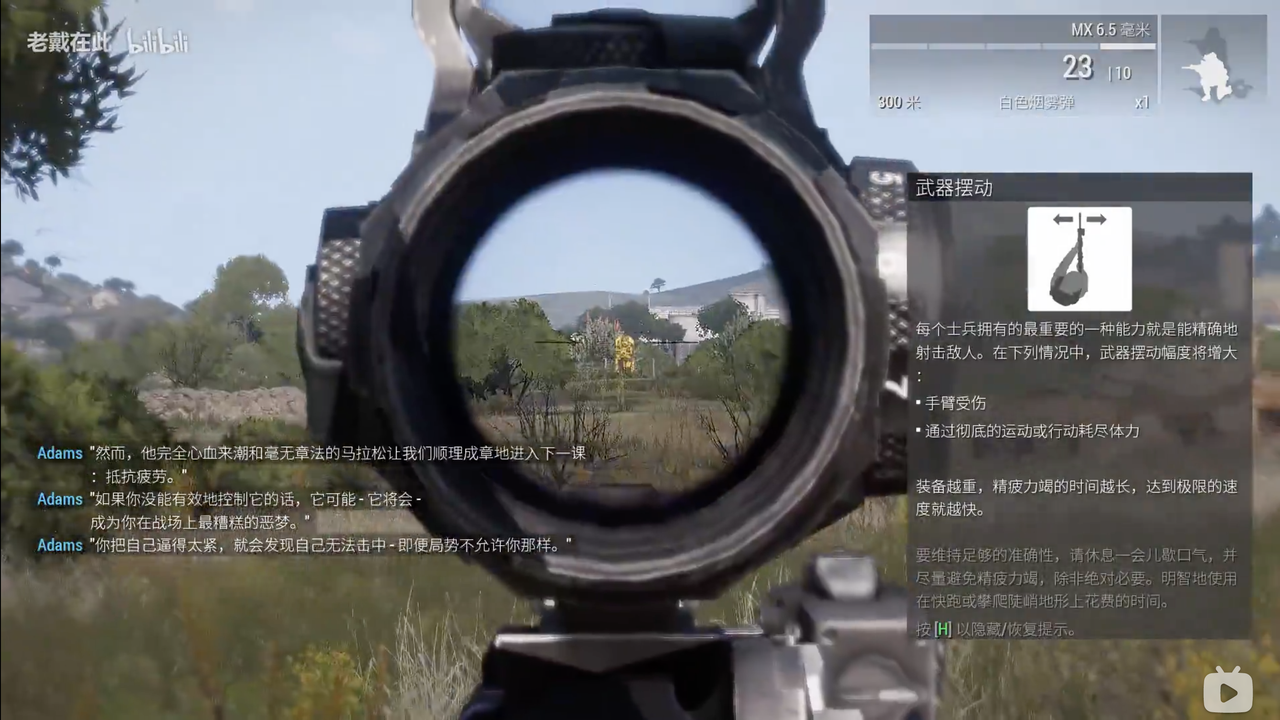 老戴在此 bilibili
MX 6.5 毫米
23 | 10
300 米 白色烟雾弹 x1
5
武器摆动
每个士兵拥有的最重要的一种能力就是能精确地
射击敌人。在下列情况中，武器摆动幅度将增大
：
▪ 手臂受伤
▪ 通过彻底的运动或行动耗尽体力
装备越重，精疲力竭的时间越长，达到极限的速
度就越快。
要维持足够的准确性，请休息一会儿歇口气，并
尽量避免精疲力竭，除非绝对必要。明智地使用
在快跑或攀爬陡峭地形上花费的时间。
按[H] 以隐藏/恢复提示。
Adams "然而，他完全心血来潮和毫无章法的马拉松让我们顺理成章地进入下一课
：抵抗疲劳。"
Adams "如果你没能有效地控制它的话，它可能 - 它将会 -
成为你在战场上最糟糕的恶梦。"
Adams "你把自己逼得太紧，就会发现自己无法击中 - 即便局势不允许你那样。"